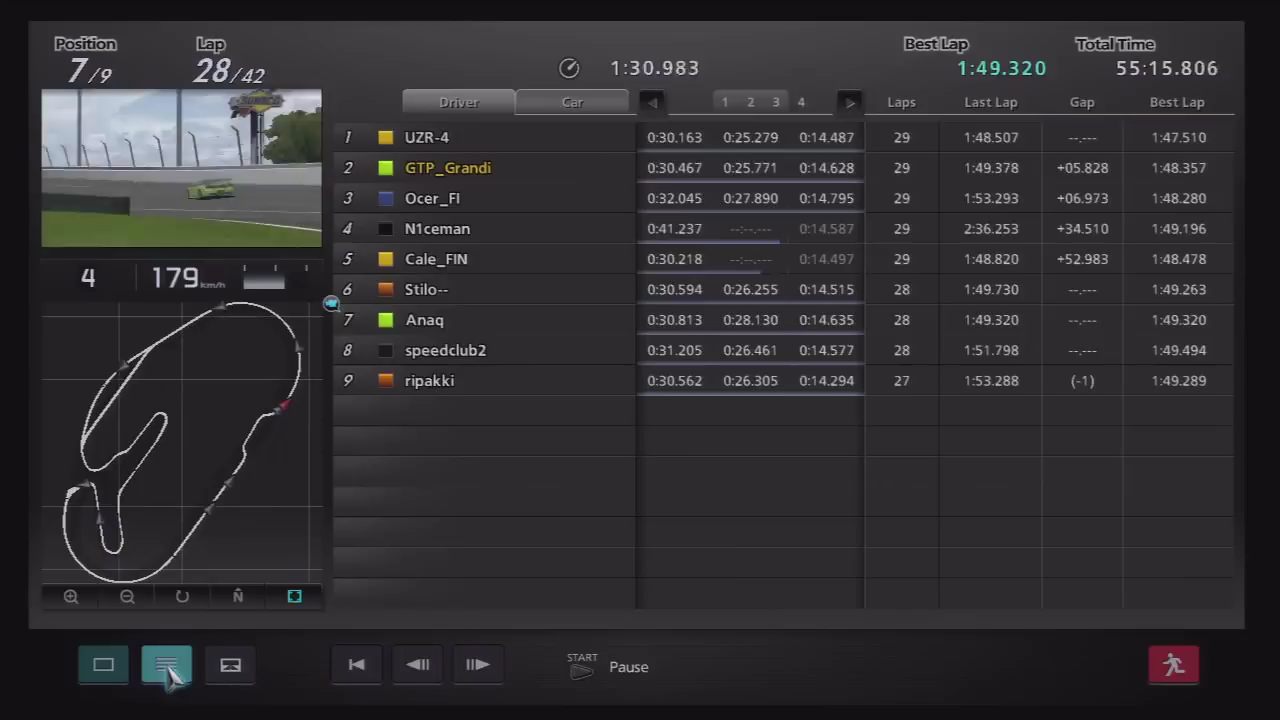 Position Lap Best Lap Total Time
7/9 28/42 1:30.983 1:49.320 55:15.806
SUNOCO
Driver Car 1 2 3 4 Laps Last Lap Gap Best Lap
1 UZR-4 0:30.163 0:25.279 0:14.487 29 1:48.507 --.--- 1:47.510
2 GTP_Grandi 0:30.467 0:25.771 0:14.628 29 1:49.378 +05.828 1:48.357
3 Ocer_FI 0:32.045 0:27.890 0:14.795 29 1:53.293 +06.973 1:48.280
4 N1ceman 0:41.237 --:--.--- 0:14.587 29 2:36.253 +34.510 1:49.196
5 Cale_FIN 0:30.218 --:--.--- 0:14.497 29 1:48.820 +52.983 1:48.478
4 179 km/h
6 Stilo-- 0:30.594 0:26.255 0:14.515 28 1:49.730 --.--- 1:49.263
7 Anaq 0:30.813 0:28.130 0:14.635 28 1:49.320 --.--- 1:49.320
8 speedclub2 0:31.205 0:26.461 0:14.577 28 1:51.798 --.--- 1:49.494
9 ripakki 0:30.562 0:26.305 0:14.294 27 1:53.288 (-1) 1:49.289
N
START
Pause